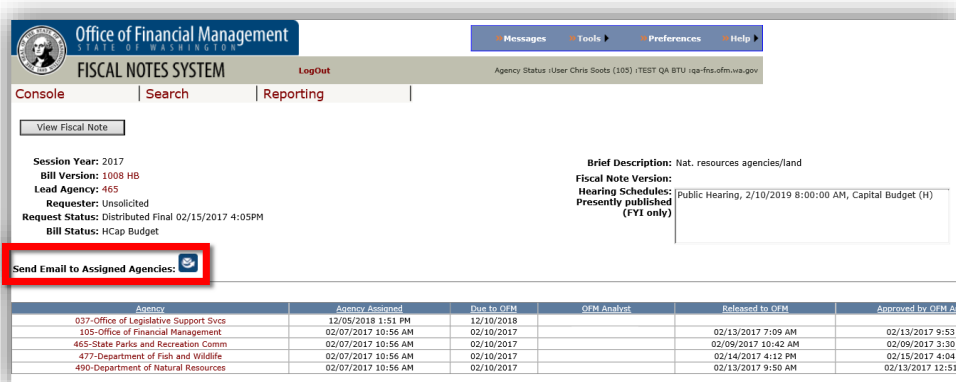 Office of Financial Management
STATE OF WASHINGTON
Messages Tools Preferences Help
FISCAL NOTES SYSTEM LogOut Agency Status :User Chris Soots (105) :TEST QA BTU :qa-fns.ofm.wa.gov
Console Search Reporting
View Fiscal Note
Session Year: 2017
Bill Version: 1008 HB
Lead Agency: 465
Requester: Unsolicited
Request Status: Distributed Final 02/15/2017 4:05PM
Bill Status: HCap Budget
Brief Description: Nat. resources agencies/land
Fiscal Note Version:
Hearing Schedules:
Presently published
(FYI only)
Public Hearing, 2/10/2019 8:00:00 AM, Capital Budget (H)
Send Email to Assigned Agencies:
Agency Agency Assigned Due to OFM OFM Analyst Released to OFM Approved by OFM A
037-Office of Legislative Support Svcs 12/05/2018 1:51 PM 12/10/2018
105-Office of Financial Management 02/07/2017 10:56 AM 02/10/2017 02/13/2017 7:09 AM 02/13/2017 9:53
465-State Parks and Recreation Comm 02/07/2017 10:56 AM 02/10/2017 02/09/2017 10:42 AM 02/09/2017 3:30
477-Department of Fish and Wildlife 02/07/2017 10:56 AM 02/10/2017 02/14/2017 4:12 PM 02/15/2017 4:04
490-Department of Natural Resources 02/07/2017 10:56 AM 02/10/2017 02/13/2017 9:50 AM 02/13/2017 12:51